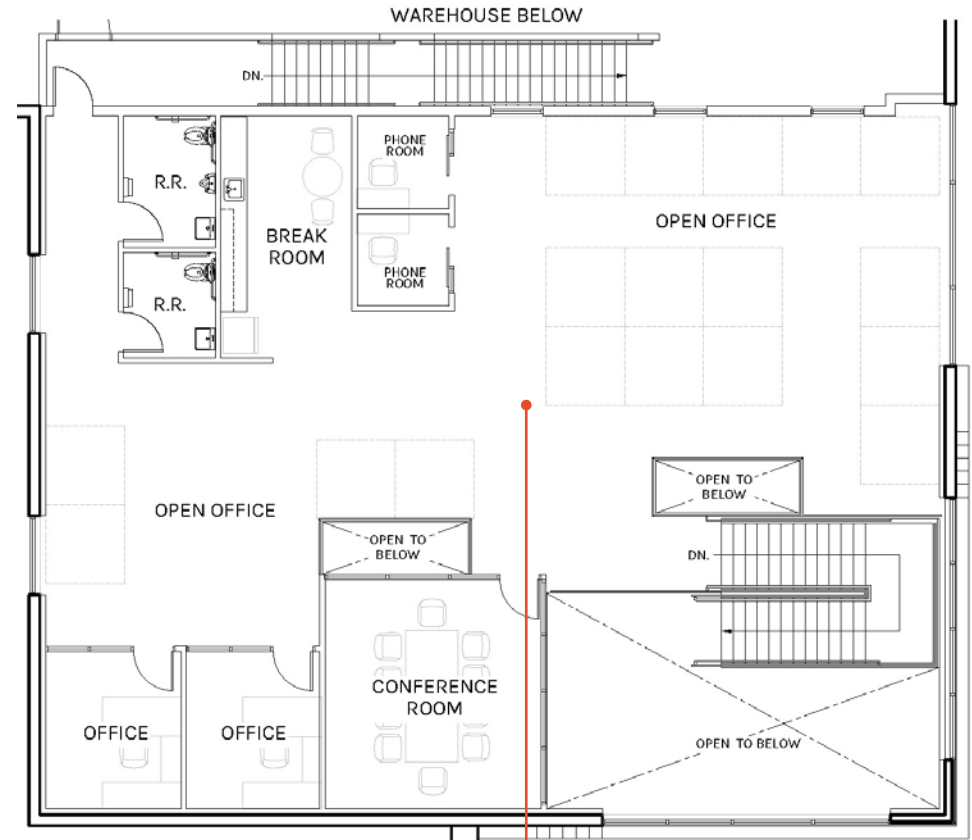 WAREHOUSE BELOW
DN.
PHONE
ROOM
R.R.
OPEN OFFICE
BREAK
ROOM
PHONE
ROOM
R.R.
OPEN TO
BELOW
OPEN OFFICE
OPEN TO
BELOW
DN.
CONFERENCE
ROOM
OFFICE
OFFICE
OPEN TO BELOW